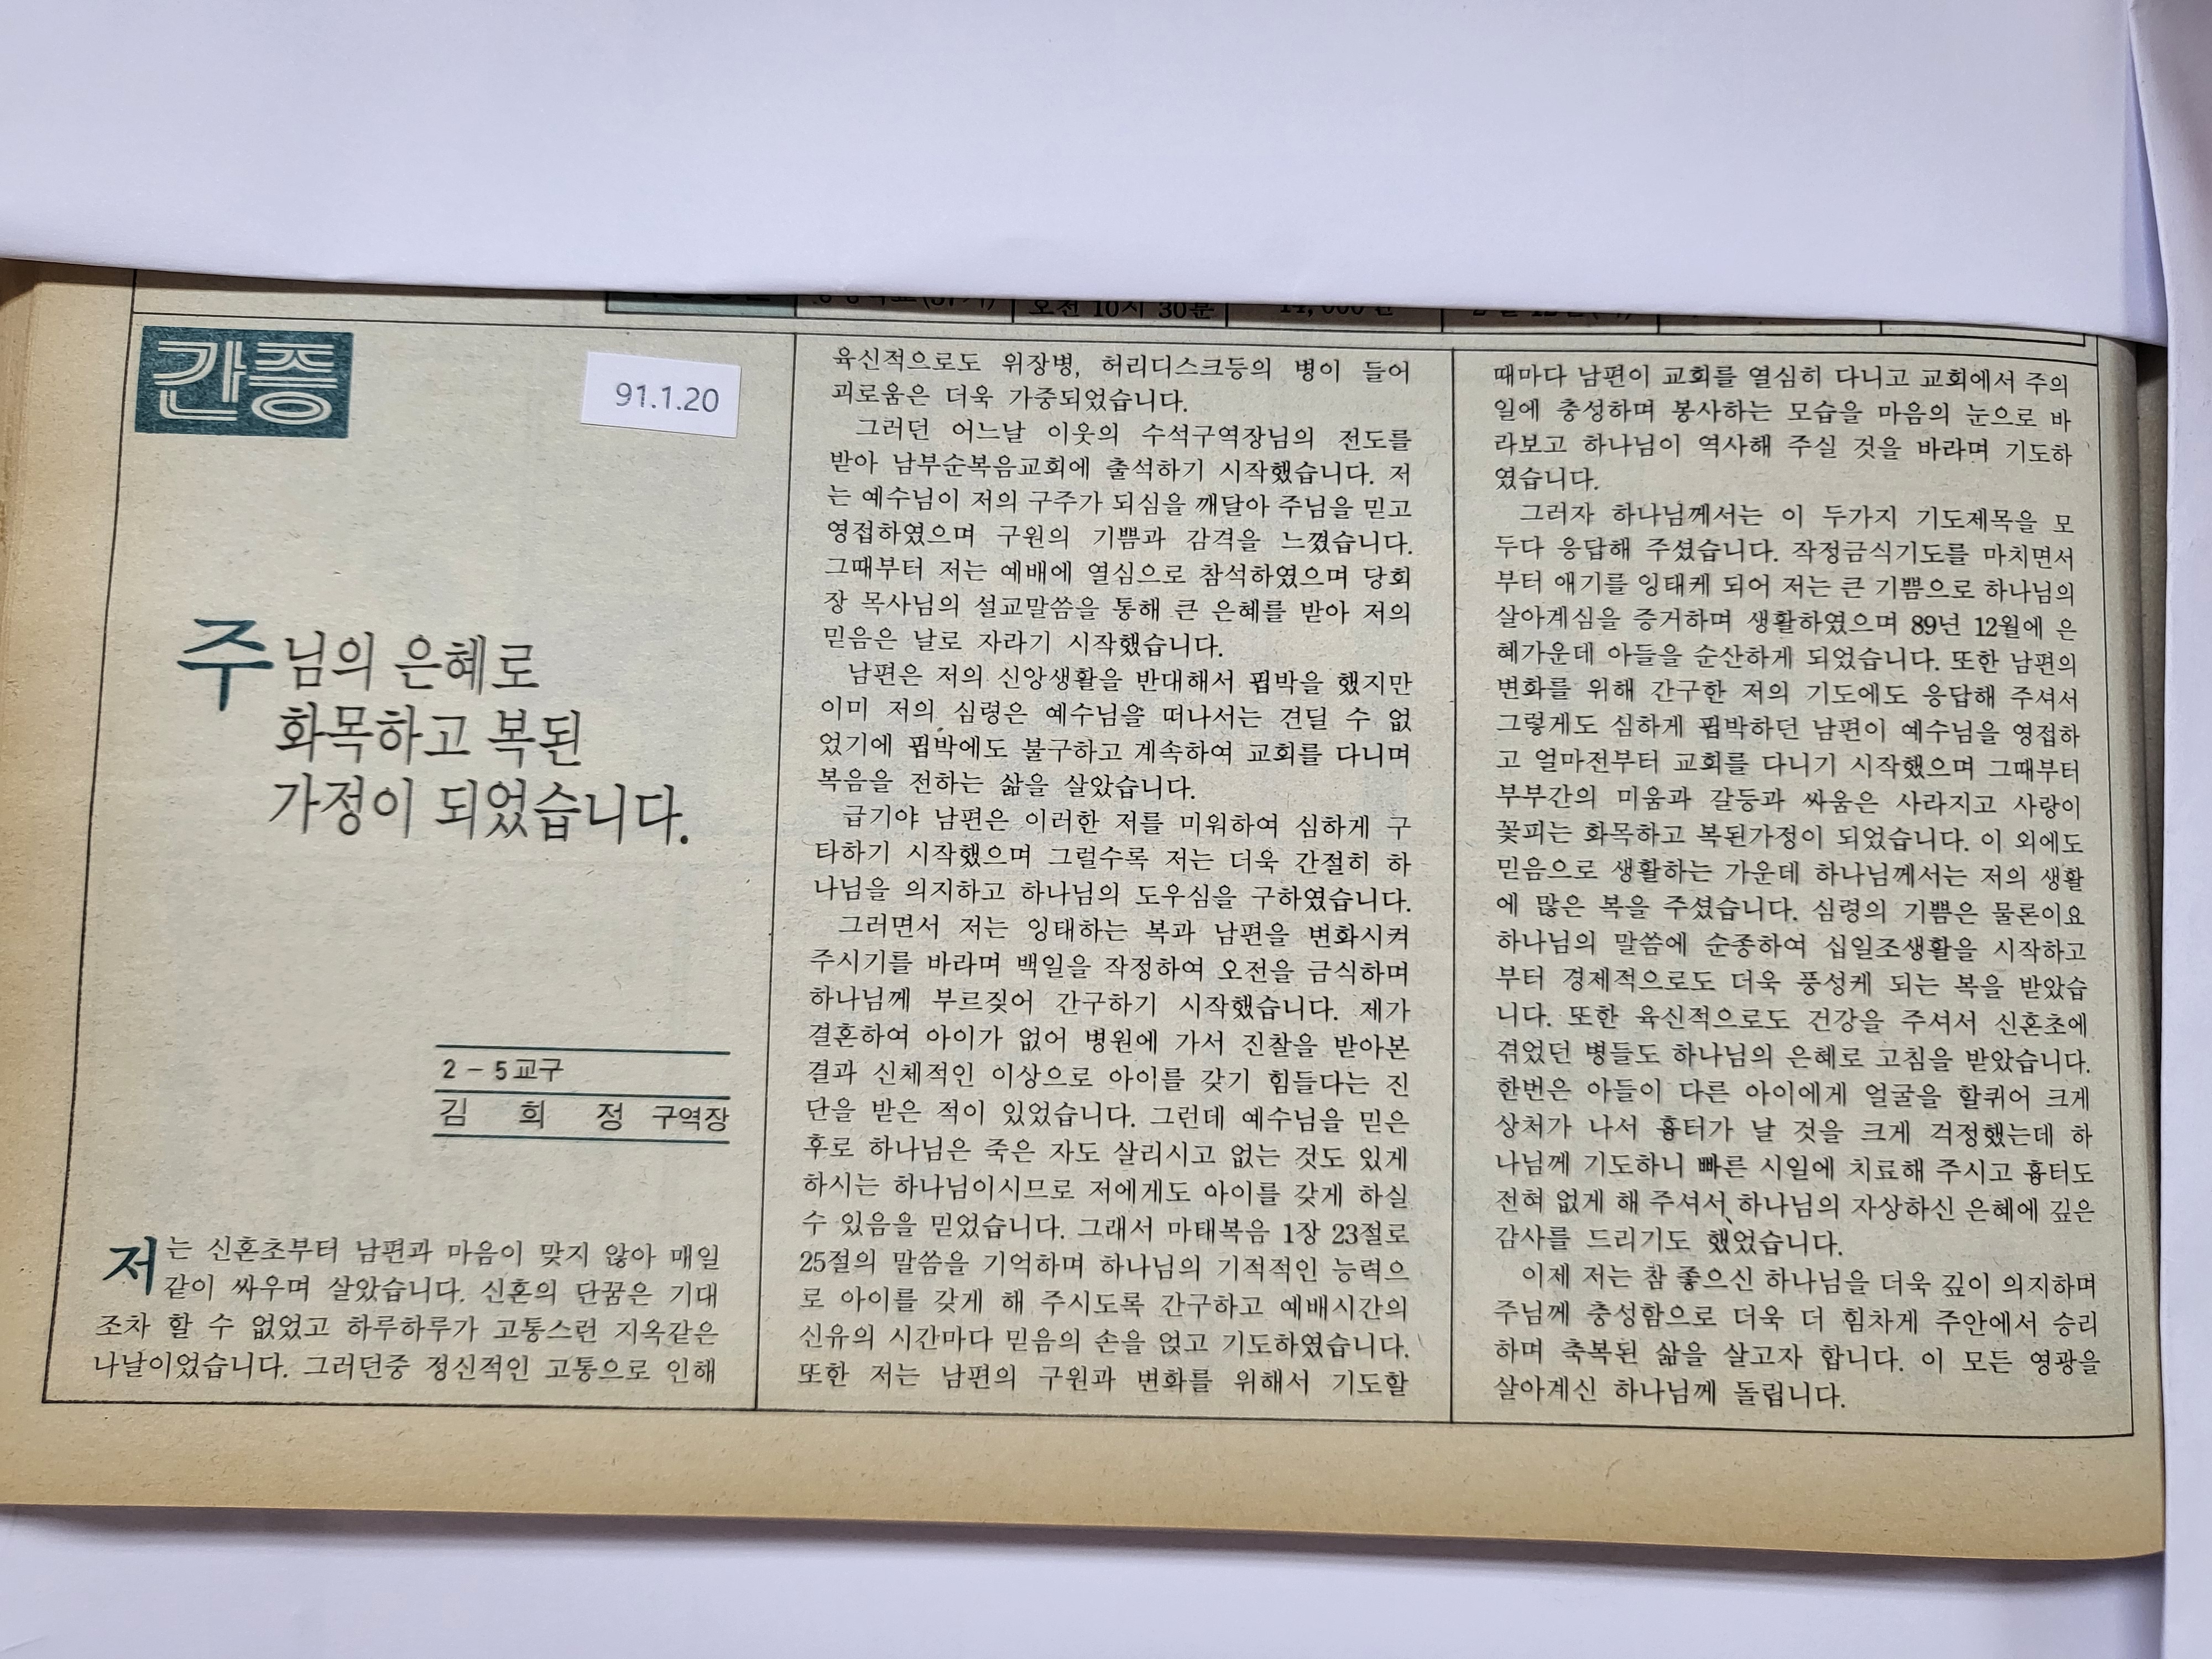 오전 10시 30분
간증
91.1.20
주님의 은혜로
화목하고 복된
가정이 되었습니다.
2-5교구
김 희 정 구역장
저는 신혼초부터 남편과 마음이 맞지 않아 매일
같이 싸우며 살았습니다. 신혼의 단꿈은 기대
조차 할 수 없었고 하루하루가 고통스런 지옥같은
나날이었습니다. 그러던중 정신적인 고통으로 인해
육신적으로도 위장병, 허리디스크등의 병이 들어
괴로움은 더욱 가중되었습니다.
그러던 어느날 이웃의 수석구역장님의 전도를
받아 남부순복음교회에 출석하기 시작했습니다. 저
는 예수님이 저의 구주가 되심을 깨달아 주님을 믿고
영접하였으며 구원의 기쁨과 감격을 느꼈습니다.
그때부터 저는 예배에 열심으로 참석하였으며 당회
장 목사님의 설교말씀을 통해 큰 은혜를 받아 저의
믿음은 날로 자라기 시작했습니다.
남편은 저의 신앙생활을 반대해서 핍박을 했지만
이미 저의 심령은 예수님을 떠나서는 견딜 수 없
었기에 핍박에도 불구하고 계속하여 교회를 다니며
복음을 전하는 삶을 살았습니다.
급기야 남편은 이러한 저를 미워하여 심하게 구
타하기 시작했으며 그럴수록 저는 더욱 간절히 하
나님을 의지하고 하나님의 도우심을 구하였습니다.
그러면서 저는 잉태하는 복과 남편을 변화시켜
주시기를 바라며 백일을 작정하여 오전을 금식하며
하나님께 부르짖어 간구하기 시작했습니다. 제가
결혼하여 아이가 없어 병원에 가서 진찰을 받아본
결과 신체적인 이상으로 아이를 갖기 힘들다는 진
단을 받은 적이 있었습니다. 그런데 예수님을 믿은
후로 하나님은 죽은 자도 살리시고 없는 것도 있게
하시는 하나님이시므로 저에게도 아이를 갖게 하실
수 있음을 믿었습니다. 그래서 마태복음 1장 23절로
25절의 말씀을 기억하며 하나님의 기적적인 능력으
로 아이를 갖게 해 주시도록 간구하고 예배시간의
신유의 시간마다 믿음의 손을 얹고 기도하였습니다.
또한 저는 남편의 구원과 변화를 위해서 기도할
때마다 남편이 교회를 열심히 다니고 교회에서 주의
일에 충성하며 봉사하는 모습을 마음의 눈으로 바
라보고 하나님이 역사해 주실 것을 바라며 기도하
였습니다.
그러자 하나님께서는 이 두가지 기도제목을 모
두다 응답해 주셨습니다. 작정금식기도를 마치면서
부터 애기를 잉태케 되어 저는 큰 기쁨으로 하나님의
살아계심을 증거하며 생활하였으며 89년 12월에 은
혜가운데 아들을 순산하게 되었습니다. 또한 남편의
변화를 위해 간구한 저의 기도에도 응답해 주셔서
그렇게도 심하게 핍박하던 남편이 예수님을 영접하
고 얼마전부터 교회를 다니기 시작했으며 그때부터
부부간의 미움과 갈등과 싸움은 사라지고 사랑이
꽃피는 화목하고 복된가정이 되었습니다. 이 외에도
믿음으로 생활하는 가운데 하나님께서는 저의 생활
에 많은 복을 주셨습니다. 심령의 기쁨은 물론이요
하나님의 말씀에 순종하여 십일조생활을 시작하고
부터 경제적으로도 더욱 풍성케 되는 복을 받았습
니다. 또한 육신적으로도 건강을 주셔서 신혼초에
겪었던 병들도 하나님의 은혜로 고침을 받았습니다.
한번은 아들이 다른 아이에게 얼굴을 할퀴어 크게
상처가 나서 흉터가 날 것을 크게 걱정했는데 하
나님께 기도하니 빠른 시일에 치료해 주시고 흉터도
전혀 없게 해 주셔서 하나님의 자상하신 은혜에 깊은
감사를 드리기도 했었습니다.
이제 저는 참 좋으신 하나님을 더욱 깊이 의지하며
주님께 충성함으로 더욱 더 힘차게 주안에서 승리
하며 축복된 삶을 살고자 합니다. 이 모든 영광을
살아계신 하나님께 돌립니다.